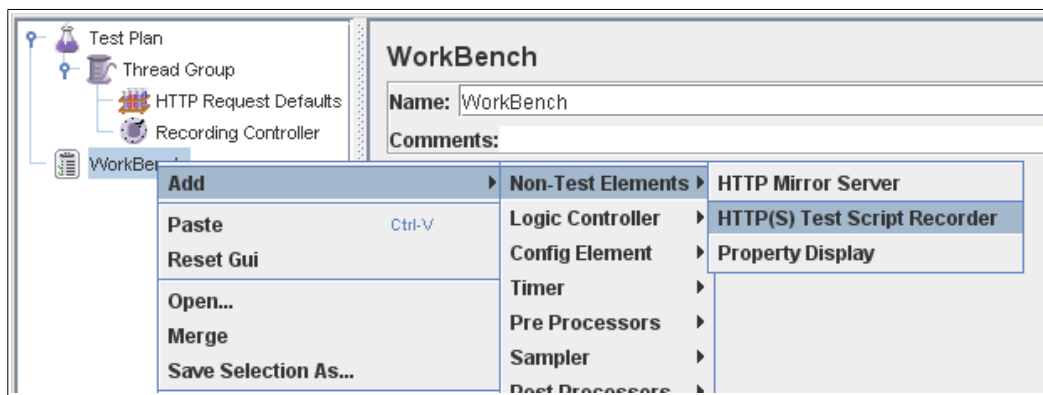 Test Plan
Thread Group
HTTP Request Defaults
Recording Controller
WorkBench
WorkBench
Name: WorkBench
Comments:
Add
Paste Ctrl-V
Reset Gui
Open...
Merge
Save Selection As...
Non-Test Elements
Logic Controller
Config Element
Timer
Pre Processors
Sampler
Post Processors
HTTP Mirror Server
HTTP(S) Test Script Recorder
Property Display